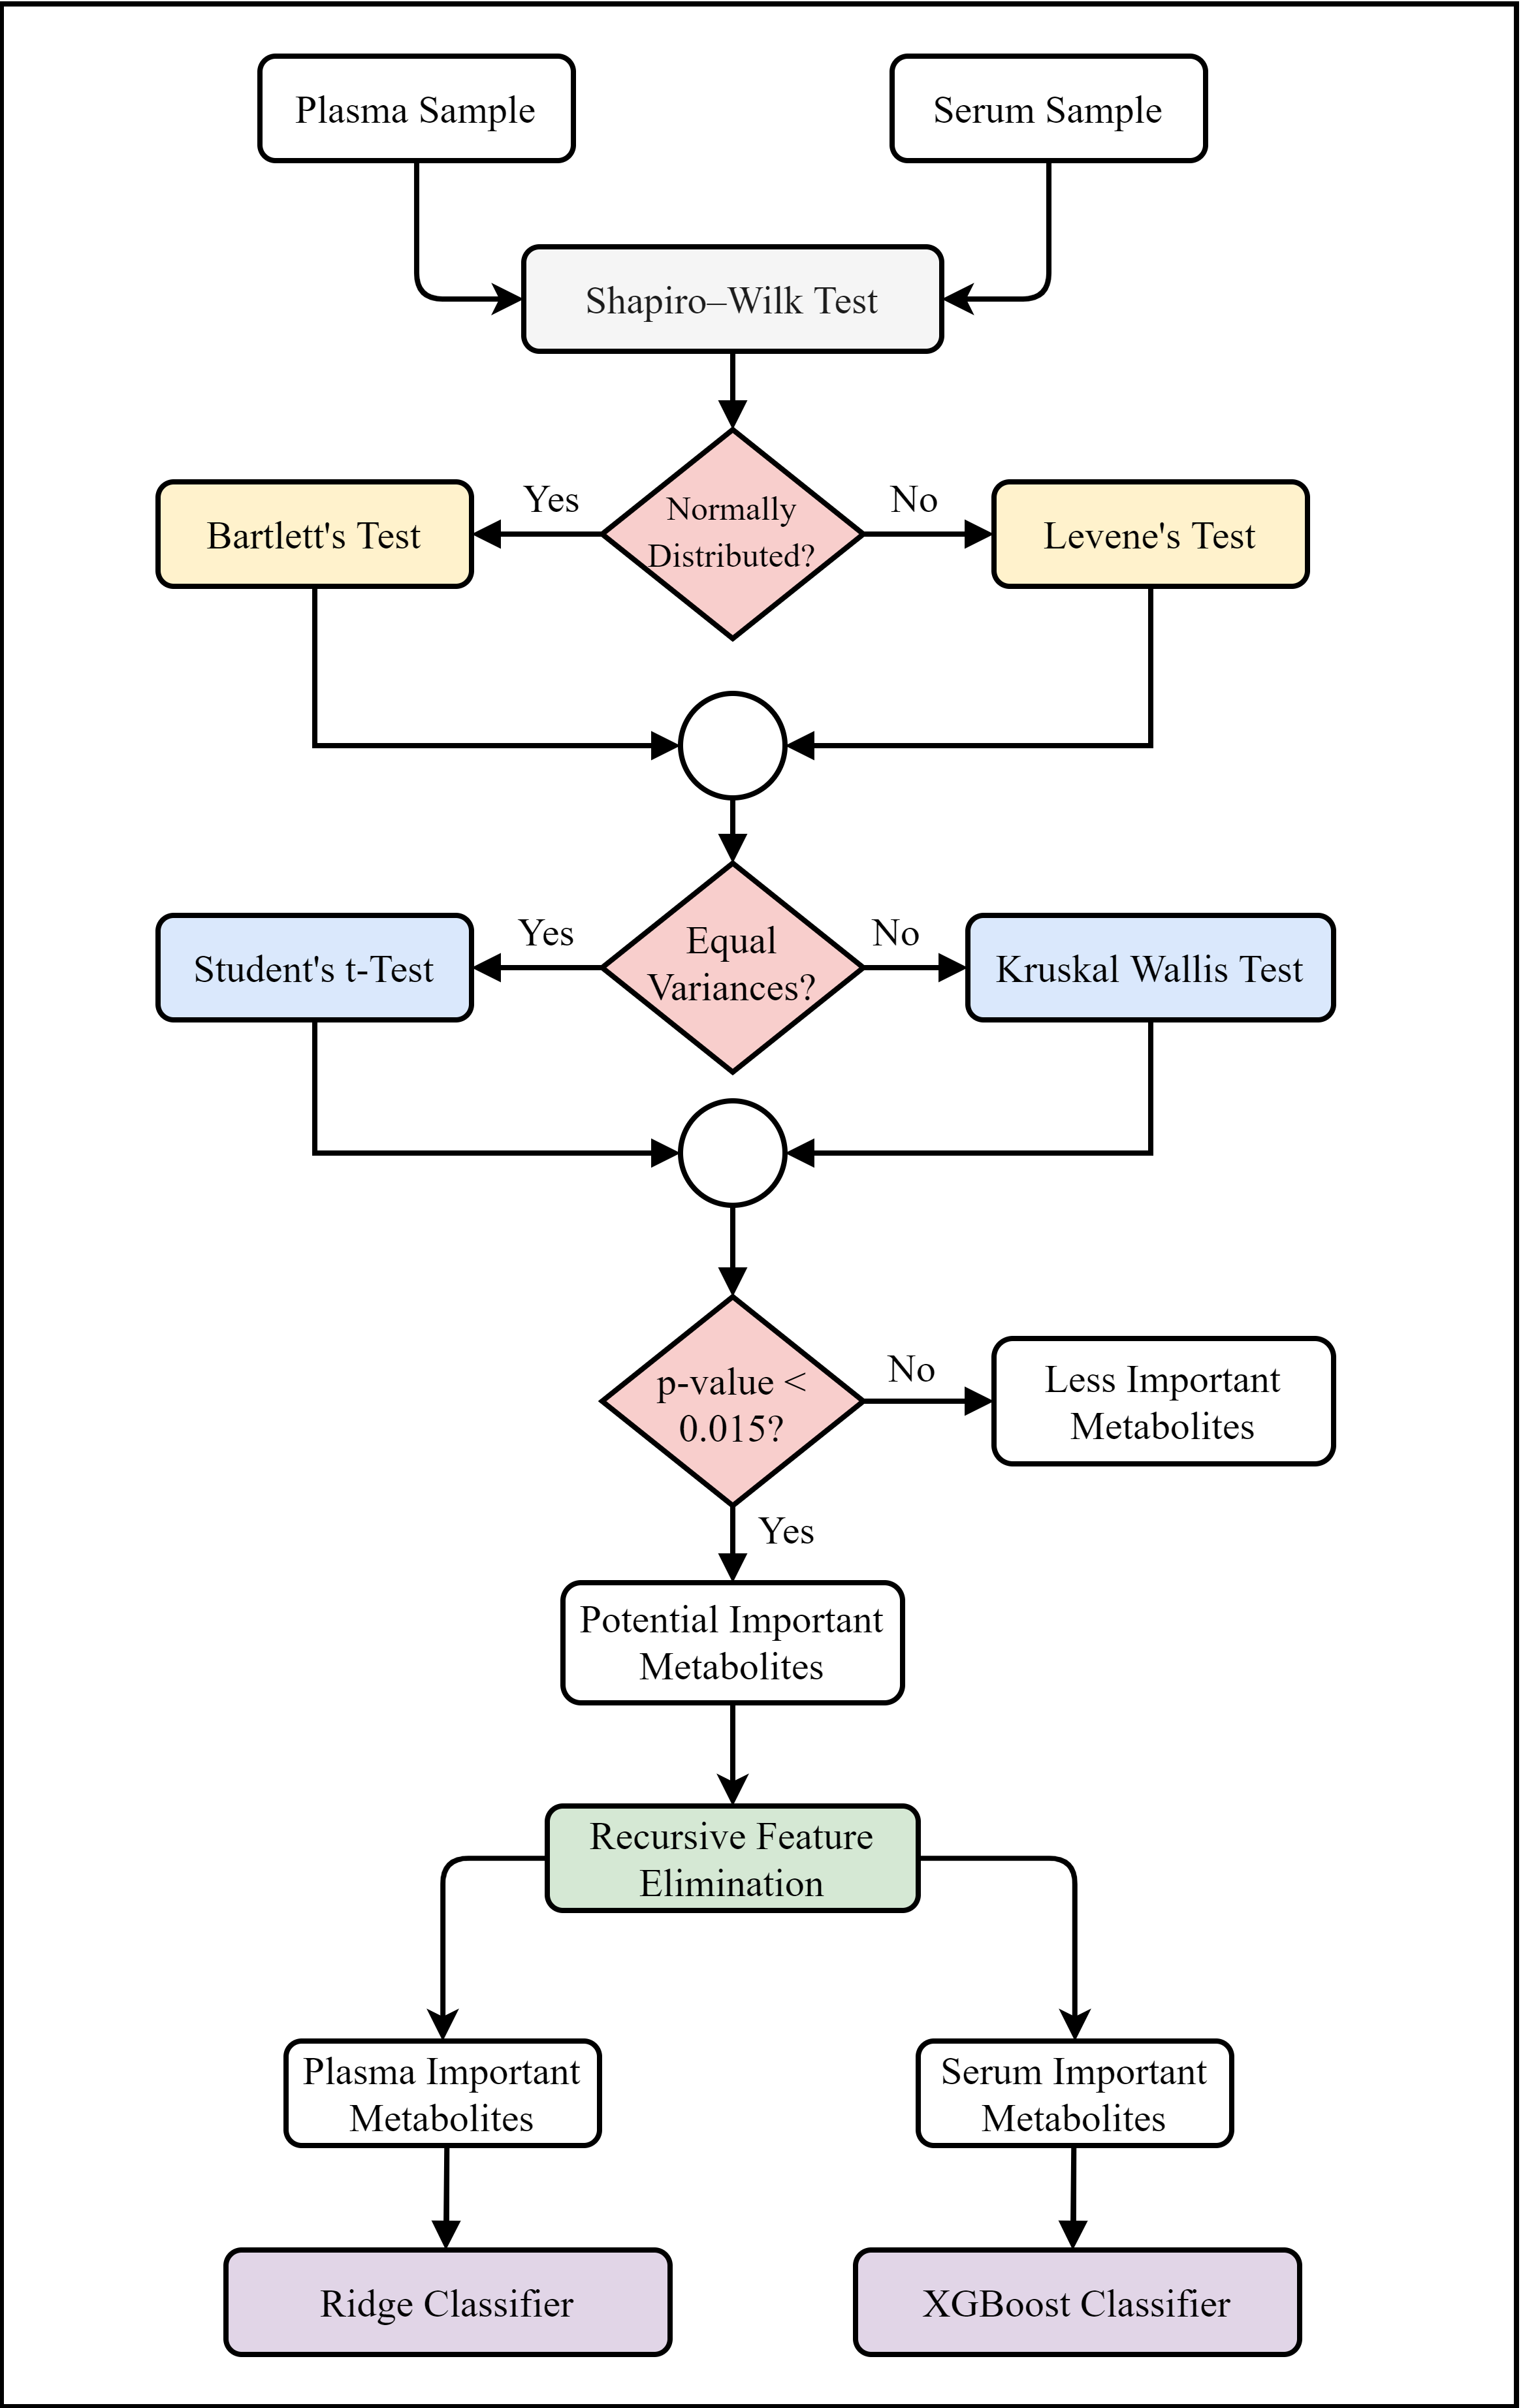 Plasma Sample
Serum Sample
Shapiro–Wilk Test
Yes
Normally
Distributed?
No
Bartlett's Test
Levene's Test
Yes
Equal
Variances?
No
Student's t-Test
Kruskal Wallis Test
p-value <
0.015?
No
Less Important
Metabolites
Yes
Potential Important
Metabolites
Recursive Feature
Elimination
Plasma Important
Metabolites
Serum Important
Metabolites
Ridge Classifier
XGBoost Classifier